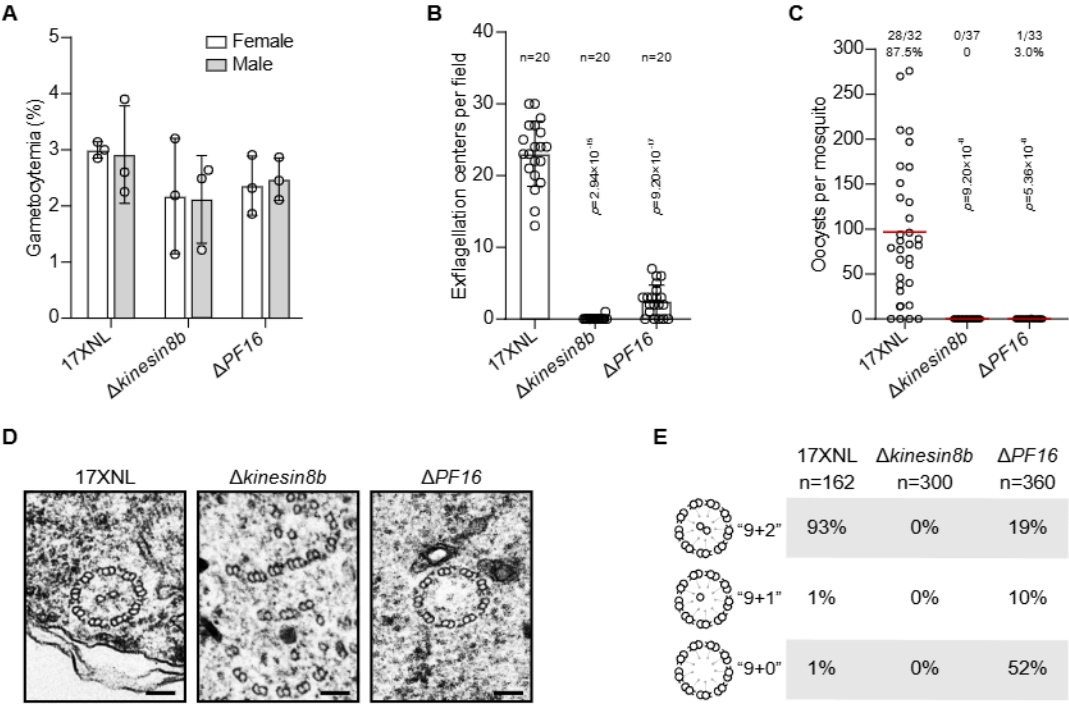 A
Gametocytemia (%)
5
4
3
2
1
0
Female
Male
17XNL
Δkinesin8b
ΔPF16
B
Exflagellation centers per field
40
30
20
10
0
n=20 n=20 n=20
p=2.94×10⁻¹⁵
p=9.20×10⁻¹⁷
17XNL
Δkinesin8b
ΔPF16
C
Oocysts per mosquito
28/32 0/37 1/33
87.5% 0 3.0%
300
250
200
150
100
50
0
p=9.20×10⁻⁸
p=5.36×10⁻⁸
17XNL
Δkinesin8b
ΔPF16
D
17XNL Δkinesin8b ΔPF16
E
17XNL Δkinesin8b ΔPF16
n=162 n=300 n=360
“9+2” 93% 0% 19%
“9+1” 1% 0% 10%
“9+0” 1% 0% 52%